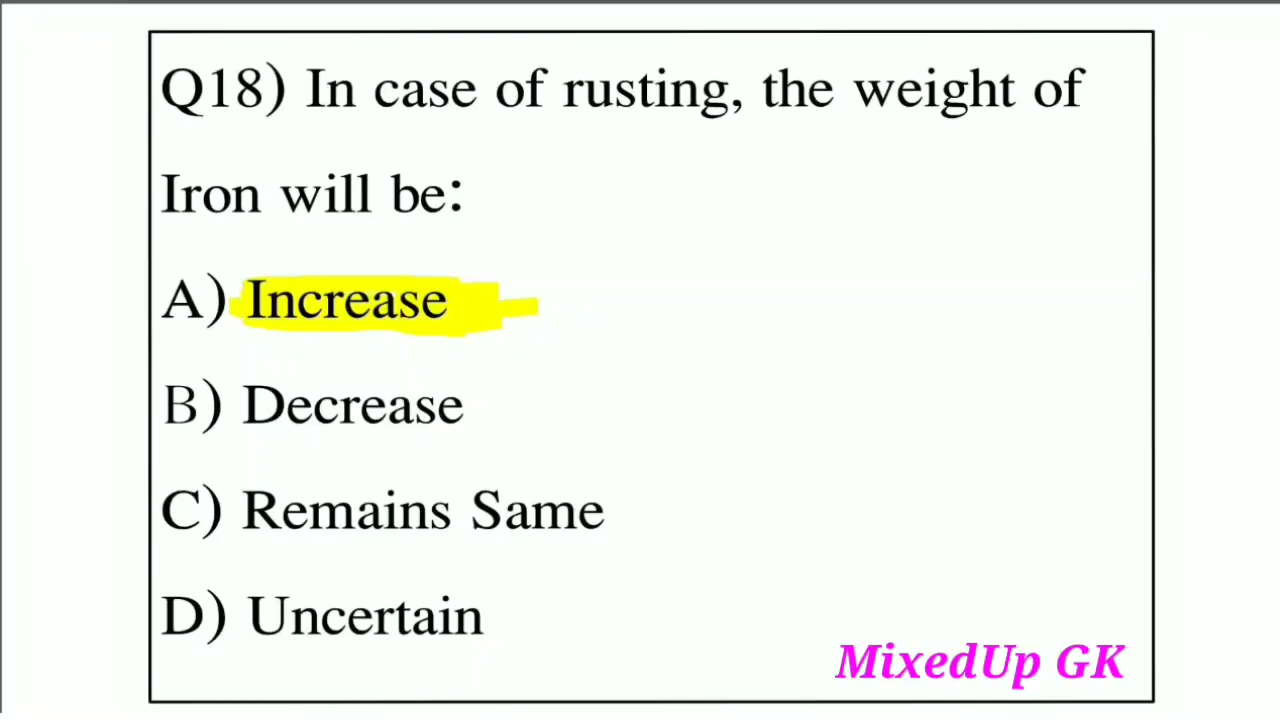 Q18) In case of rusting, the weight of
Iron will be:
A) Increase
B) Decrease
C) Remains Same
D) Uncertain
MixedUp GK